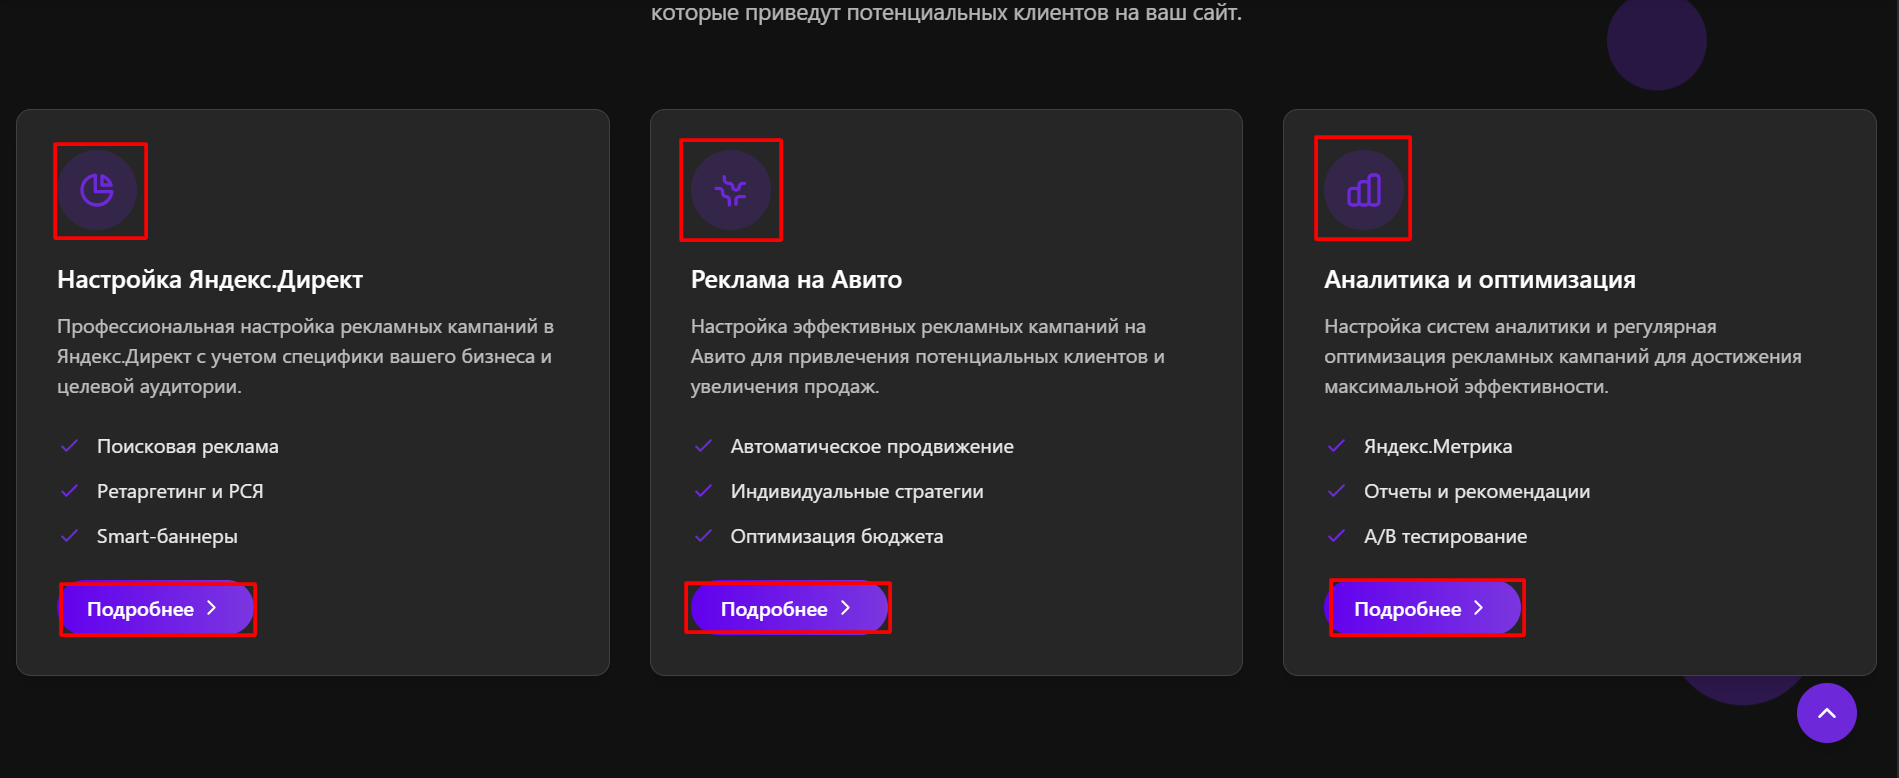 которые приведут потенциальных клиентов на ваш сайт.
Настройка Яндекс.Директ
Профессиональная настройка рекламных кампаний в
Яндекс.Директ с учетом специфики вашего бизнеса и
целевой аудитории.
Поисковая реклама
Ретаргетинг и РСЯ
Smart-баннеры
Подробнее
Реклама на Авито
Настройка эффективных рекламных кампаний на
Авито для привлечения потенциальных клиентов и
увеличения продаж.
Автоматическое продвижение
Индивидуальные стратегии
Оптимизация бюджета
Подробнее
Аналитика и оптимизация
Настройка систем аналитики и регулярная
оптимизация рекламных кампаний для достижения
максимальной эффективности.
Яндекс.Метрика
Отчеты и рекомендации
A/B тестирование
Подробнее